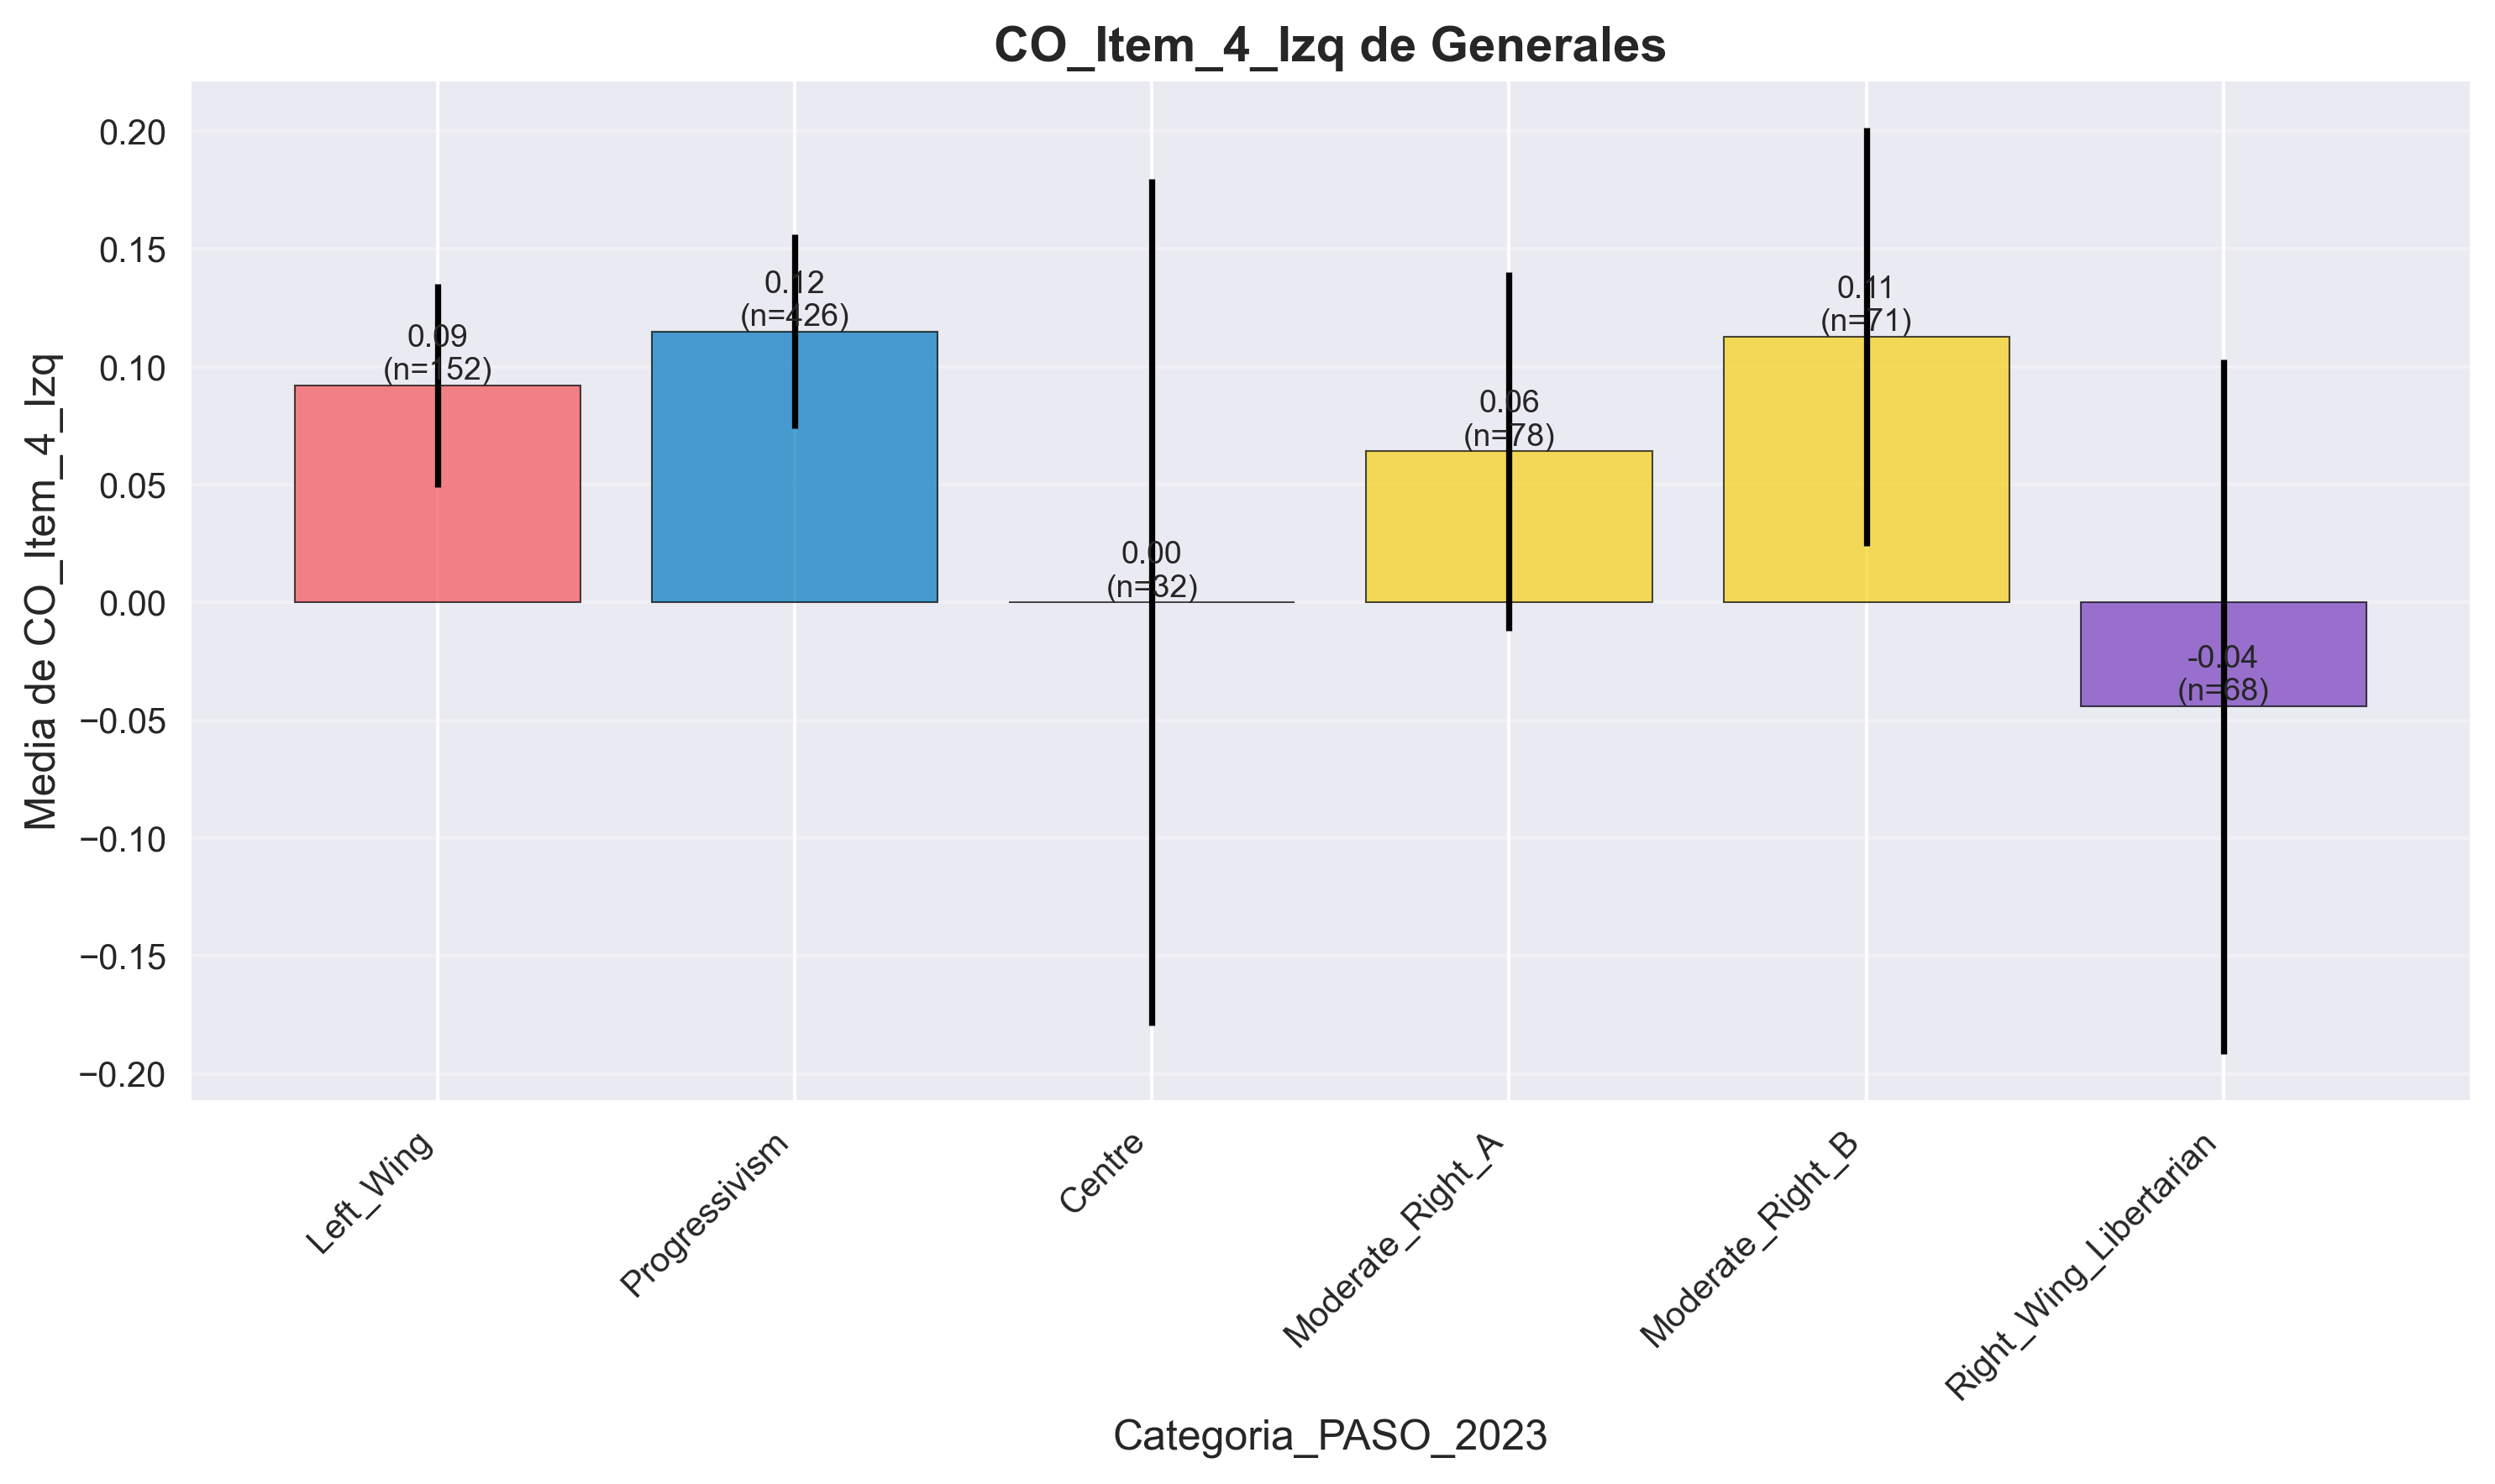 CO_Item_4_Izq de Generales
Media de CO_Item_4_Izq
0.20
0.15
0.10
0.05
0.00
−0.05
−0.10
−0.15
−0.20
0.09
(n=152)
0.12
(n=426)
0.00
(n=32)
0.06
(n=78)
0.11
(n=71)
-0.04
(n=68)
Left_Wing
Progressivism
Centre
Moderate_Right_A
Moderate_Right_B
Right_Wing_Libertarian
Categoria_PASO_2023